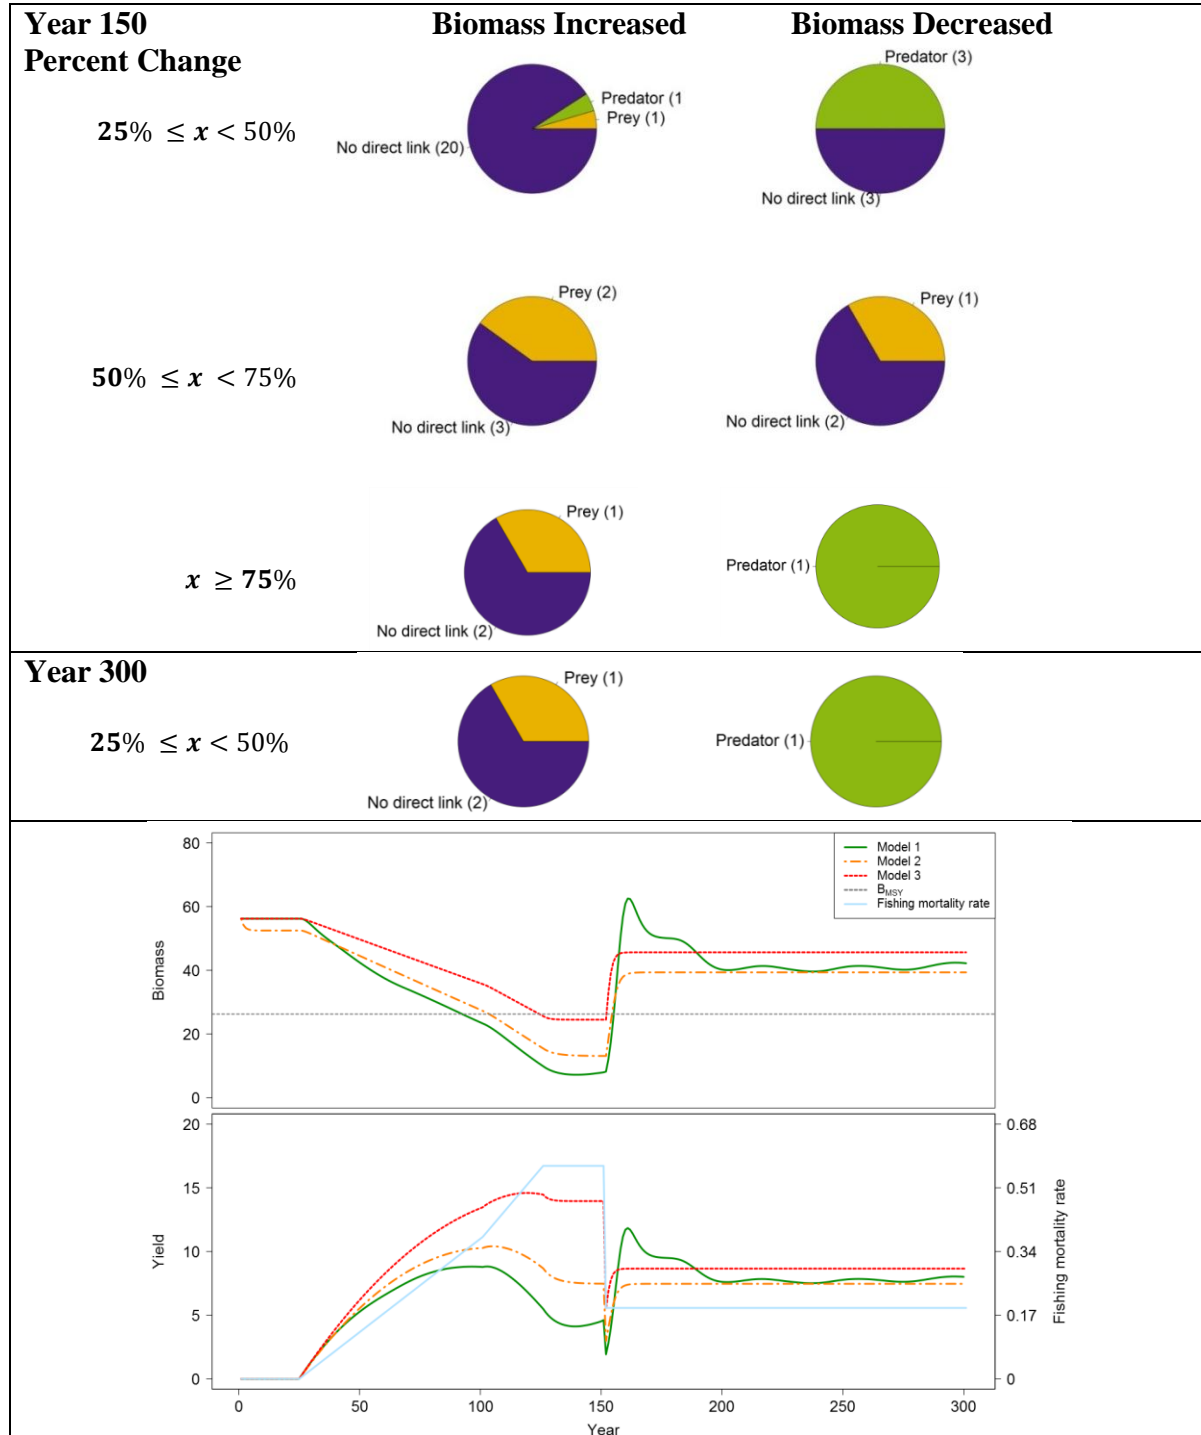 Year 150
Percent Change
Biomass Increased
Biomass Decreased
25% ≤ x < 50%
Predator (1
Prey (1)
No direct link (20)
Predator (3)
No direct link (3)
50% ≤ x < 75%
Prey (2)
No direct link (3)
Prey (1)
No direct link (2)
x ≥ 75%
Prey (1)
No direct link (2)
Predator (1)
Year 300
25% ≤ x < 50%
Prey (1)
No direct link (2)
Predator (1)
80
60
40
20
0
Biomass
Model 1
Model 2
Model 3
BMSY
Fishing mortality rate
20
15
10
5
0
Yield
0.68
0.51
0.34
0.17
0
Fishing mortality rate
0 50 100 150 200 250 300
Year